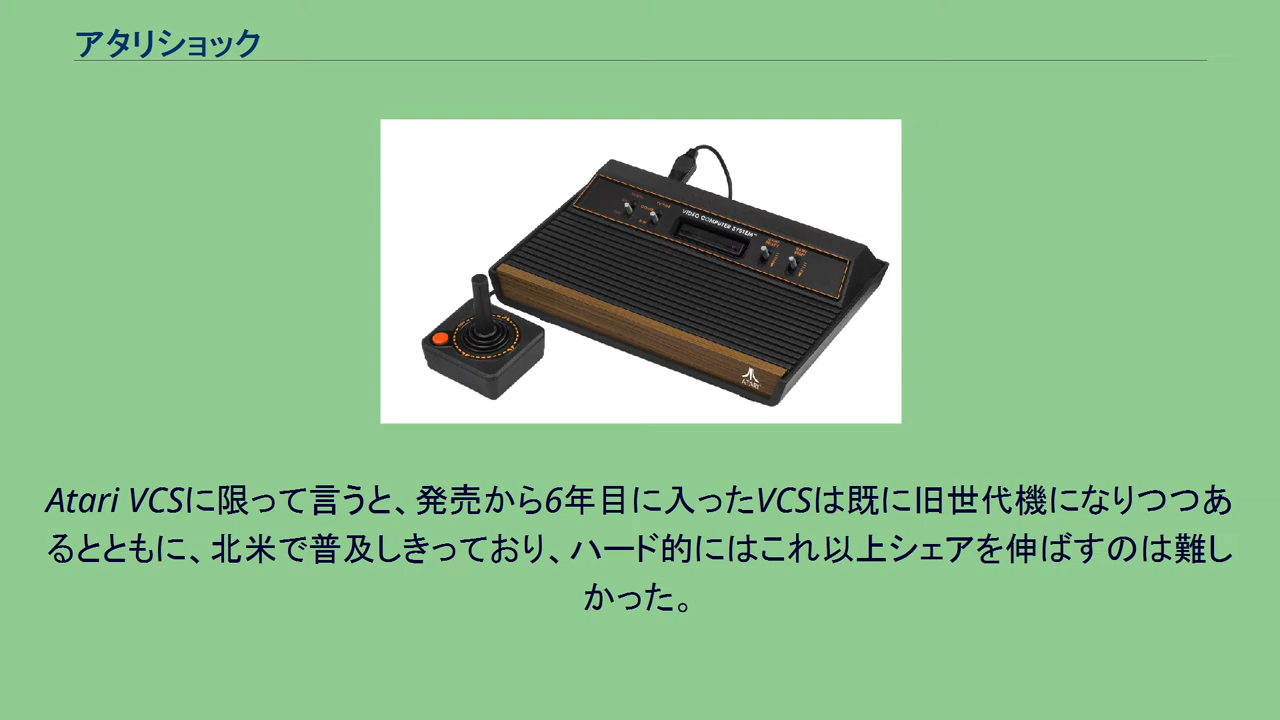 アタリショック
VIDEO COMPUTER SYSTEM
ATARI
Atari VCSに限って言うと、発売から6年目に入ったVCSは既に旧世代機になりつつあ
るとともに、北米で普及しきっており、ハード的にはこれ以上シェアを伸ばすのは難し
かった。